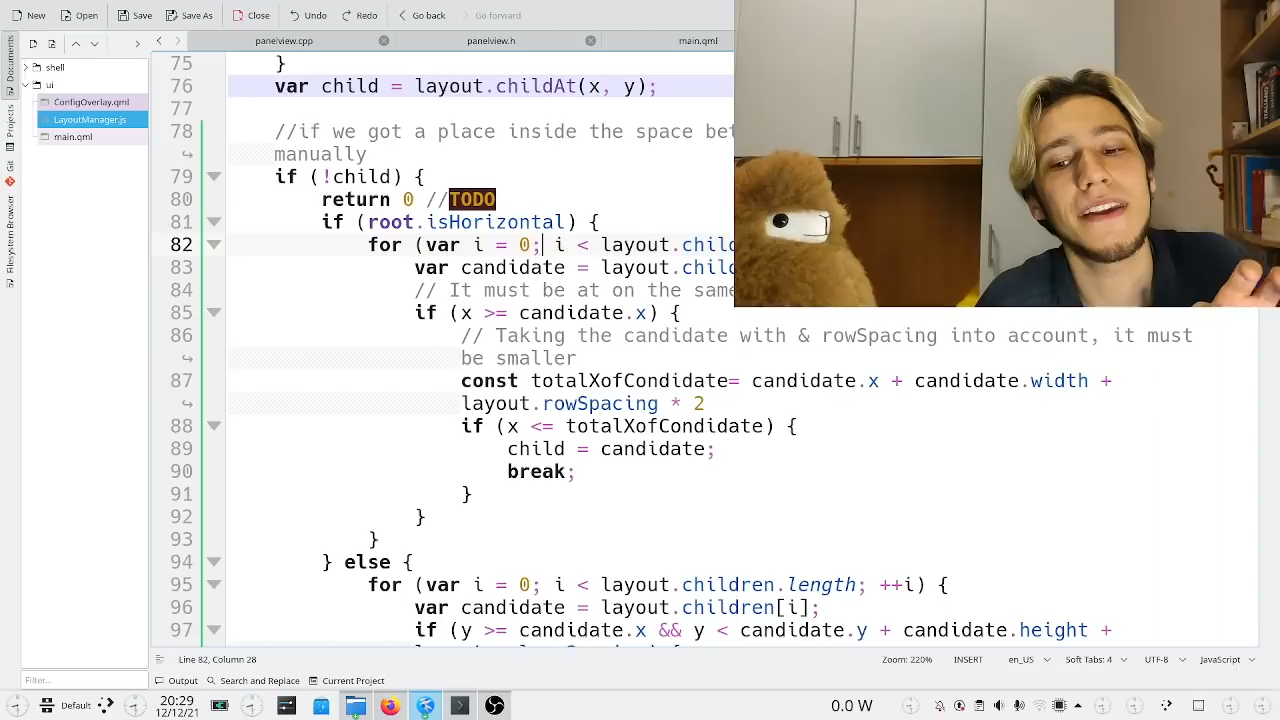 New Open Save Save As Close Undo Redo Go back Go forward
panelview.cpp panelview.h main.qml
Documents
Projects
Git
Filesystem Browser
shell
ui
ConfigOverlay.qml
LayoutManager.js
main.qml
75 }
76 var child = layout.childAt(x, y);
77
78 //if we got a place inside the space bet
manually
79 if (!child) {
80 return 0 //TODO
81 if (root.isHorizontal) {
82 for (var i = 0; i < layout.child
83 var candidate = layout.child
84 // It must be at on the same
85 if (x >= candidate.x) {
86 // Taking the candidate with & rowSpacing into account, it must
be smaller
87 const totalXofCondidate= candidate.x + candidate.width +
layout.rowSpacing * 2
88 if (x <= totalXofCondidate) {
89 child = candidate;
90 break;
91 }
92 }
93 }
94 } else {
95 for (var i = 0; i < layout.children.length; ++i) {
96 var candidate = layout.children[i];
97 if (y >= candidate.x && y < candidate.y + candidate.height +
Line 82, Column 28 Zoom: 220% INSERT en_US Soft Tabs: 4 UTF-8 JavaScript
Filter... Output Search and Replace Current Project
Default 20:29
12/12/21
0.0 W